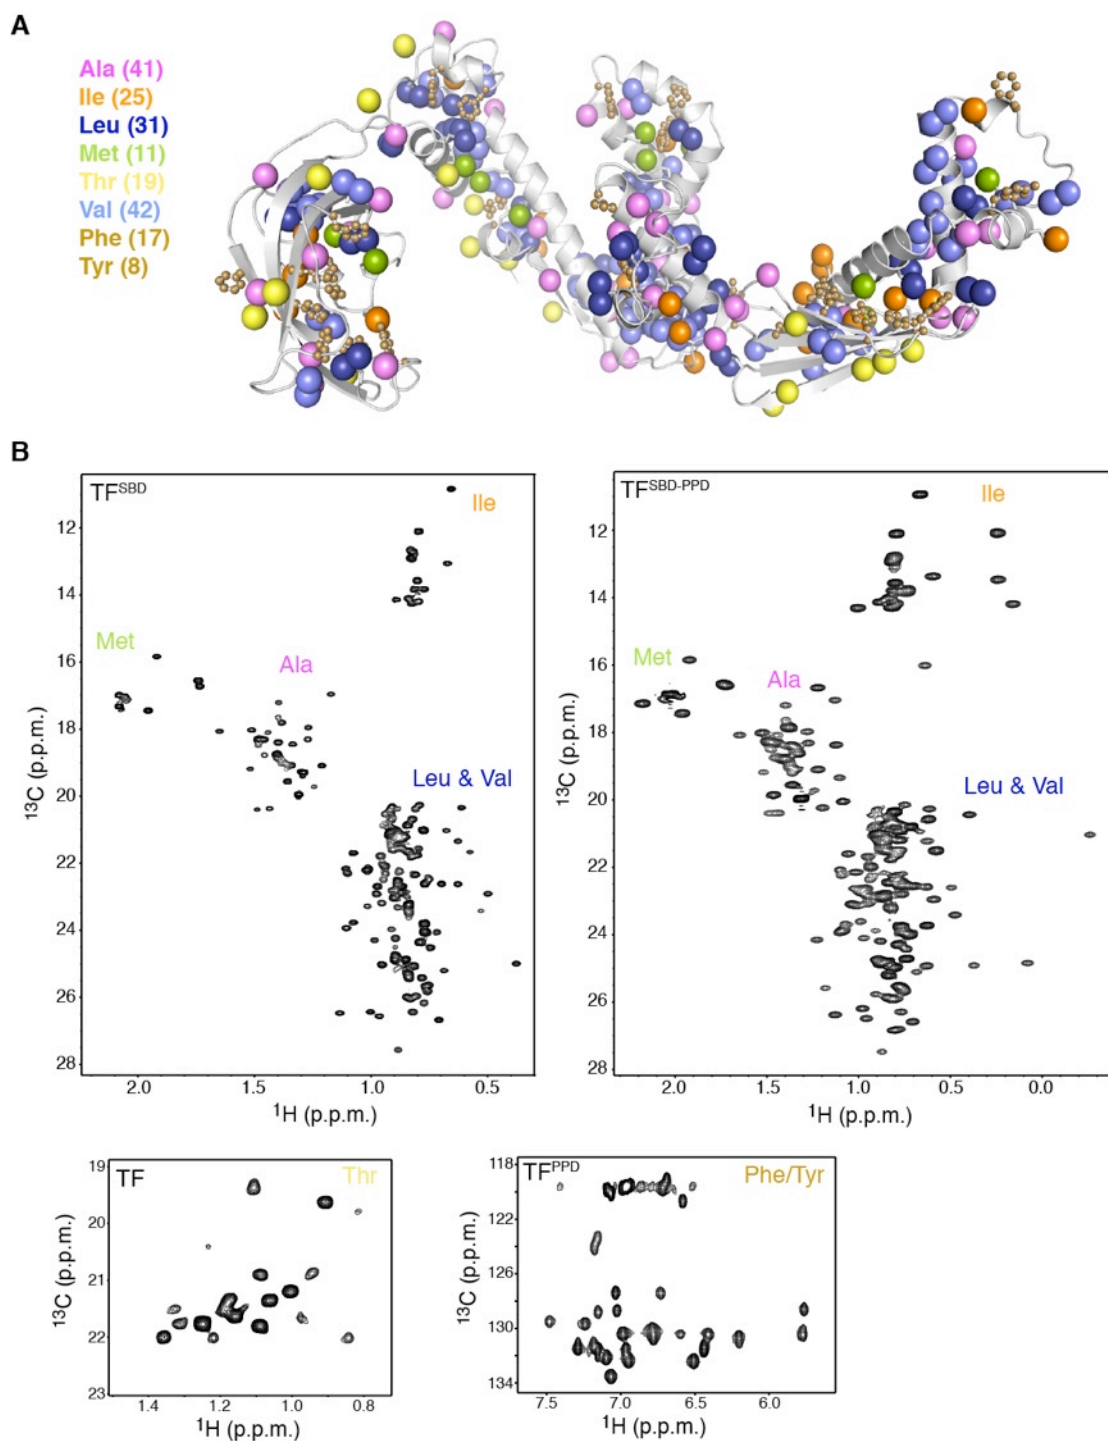 A
Ala (41)
Ile (25)
Leu (31)
Met (11)
Thr (19)
Val (42)
Phe (17)
Tyr (8)
B
TFSBD
Ile
Met
Ala
Leu & Val
12
14
16
18
20
22
24
26
28
13C (p.p.m.)
2.0 1.5 1.0 0.5
1H (p.p.m.)
TFSBD-PPD
Ile
Met
Ala
Leu & Val
12
14
16
18
20
22
24
26
28
13C (p.p.m.)
2.0 1.5 1.0 0.5 0.0
1H (p.p.m.)
TF Thr
19
20
21
22
23
13C (p.p.m.)
1.4 1.2 1.0 0.8
1H (p.p.m.)
TFPPD Phe/Tyr
118
122
126
130
134
13C (p.p.m.)
7.5 7.0 6.5 6.0
1H (p.p.m.)